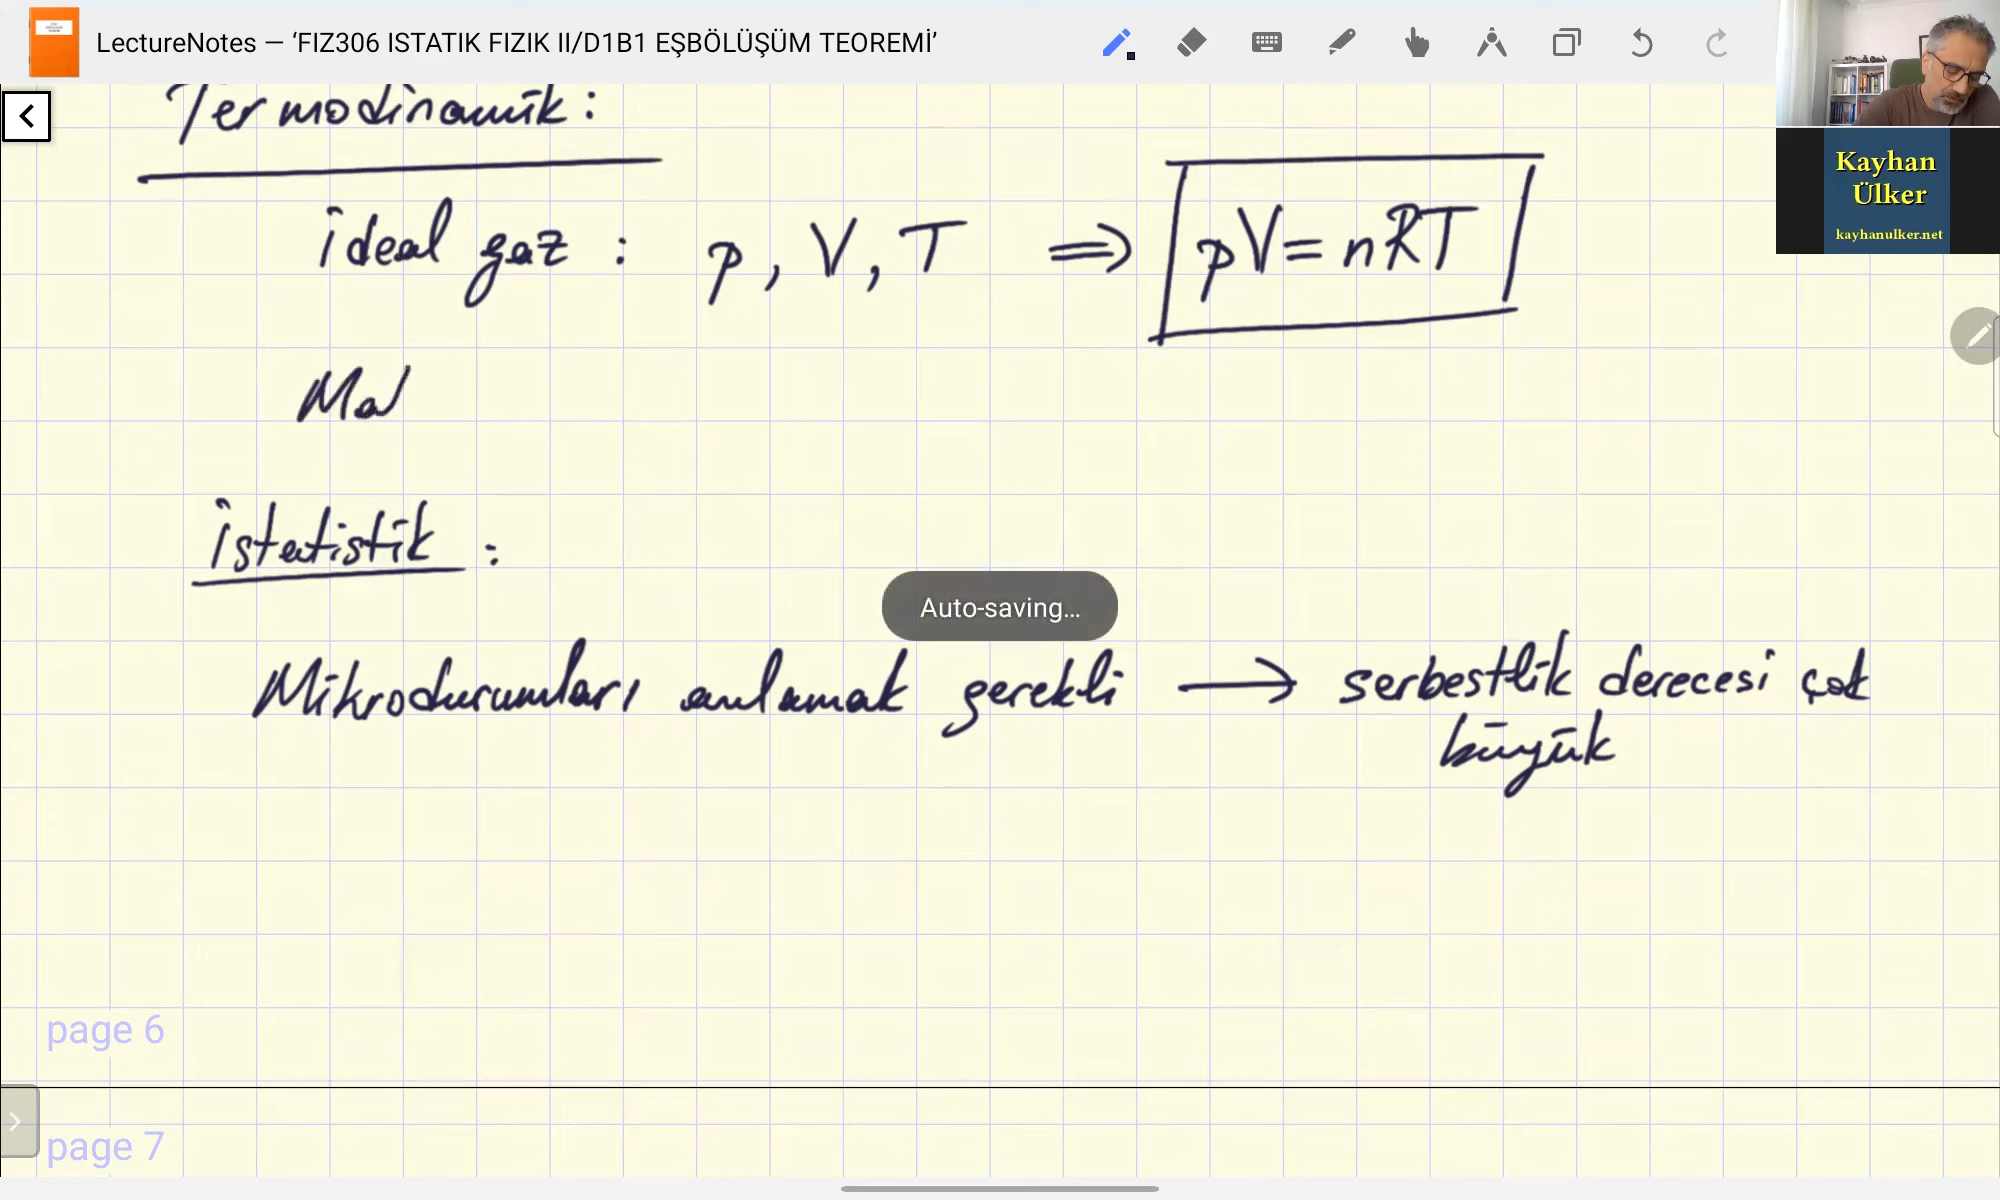 LectureNotes — ‘FIZ306 ISTATIK FIZIK II/D1B1 EŞBÖLÜŞÜM TEOREMİ’
Termodinamik:
ideal gaz : p, V, T ⟹ pV = nRT
Mol
İstatistik :
Auto-saving...
Mikrodurumları anlamak gerekli → serbestlik derecesi çok
büyük
page 6
page 7
Kayhan
Ülker
kayhanulker.net